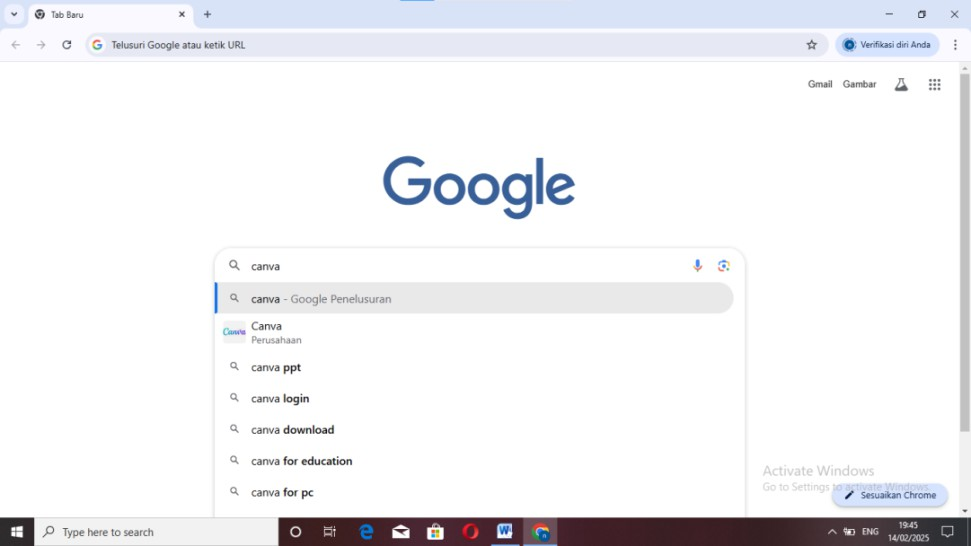 Tab Baru
Telusuri Google atau ketik URL
Verifikasi diri Anda
Gmail Gambar
Google
canva
canva - Google Penelusuran
Canva
Canva
Perusahaan
canva ppt
canva login
canva download
canva for education
canva for pc
Activate Windows
Go to Settings to activate Windows.
Sesuaikan Chrome
Type here to search
ENG
19:45
14/02/2025